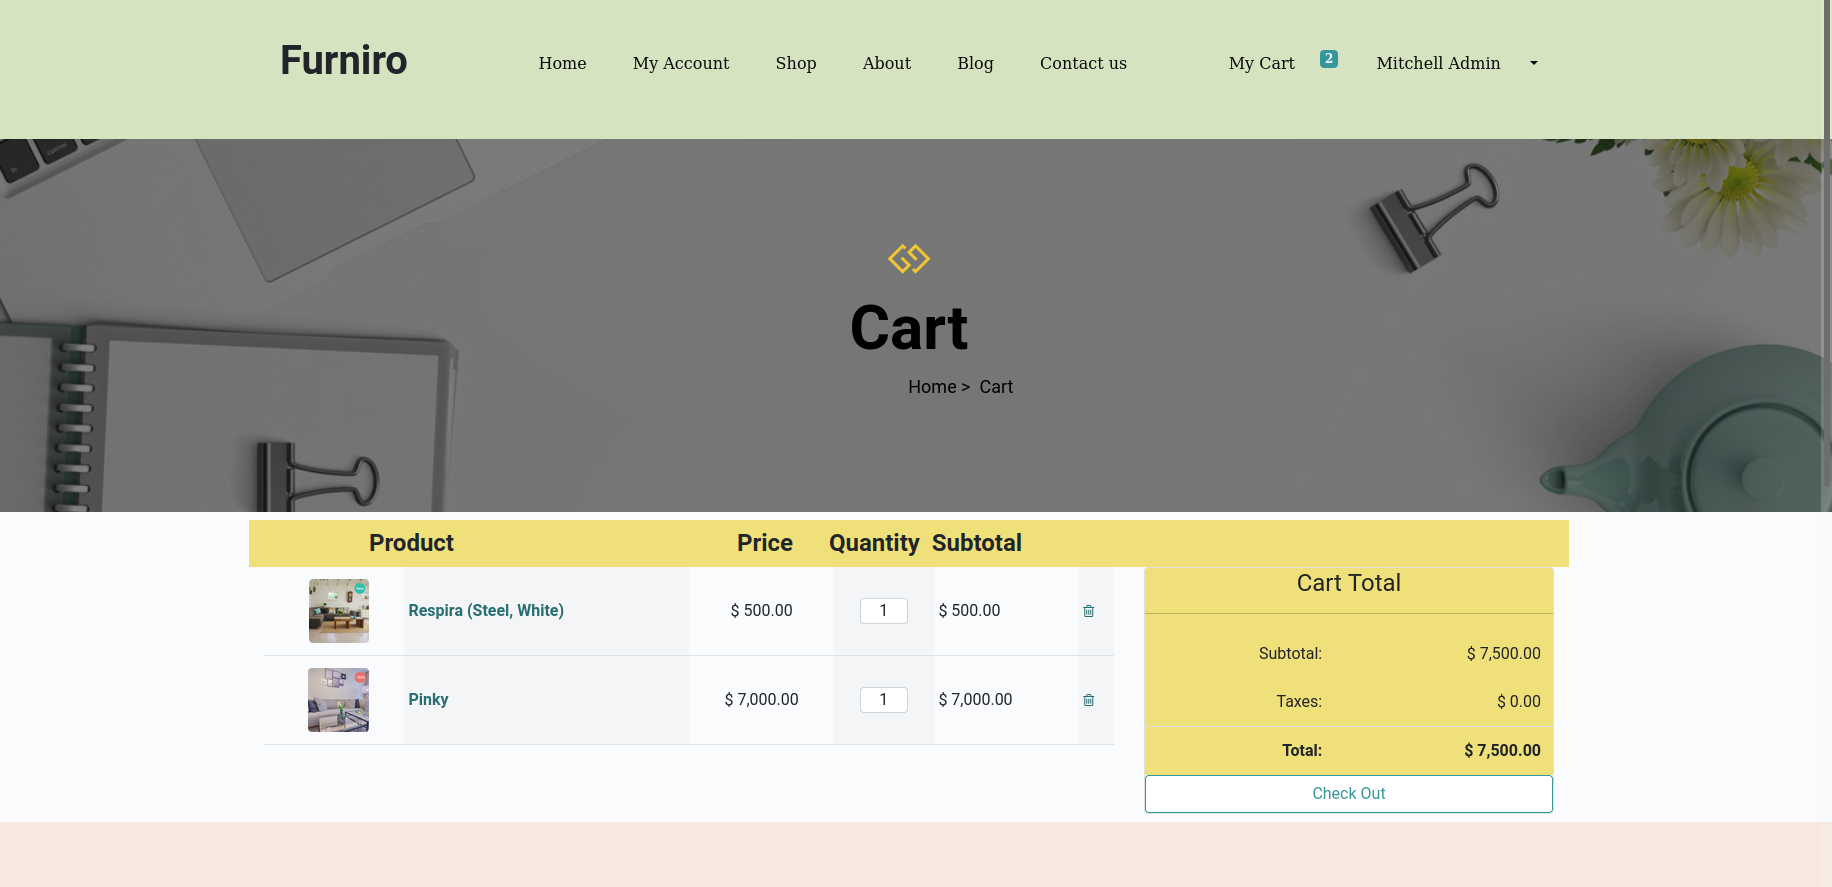 Furniro
Home My Account Shop About Blog Contact us My Cart 2 Mitchell Admin
Cart
Home > Cart
Product Price Quantity Subtotal
Respira (Steel, White) $ 500.00 1 $ 500.00
Pinky $ 7,000.00 1 $ 7,000.00
Cart Total
Subtotal: $ 7,500.00
Taxes: $ 0.00
Total: $ 7,500.00
Check Out